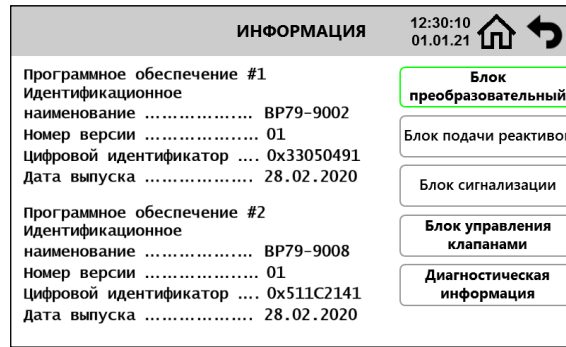 ИНФОРМАЦИЯ
12:30:10
01.01.21
Программное обеспечение #1
Идентификационное
наименование ………………. BP79-9002
Номер версии ………………… 01
Цифровой идентификатор .... 0x33050491
Дата выпуска ……………… 28.02.2020
Программное обеспечение #2
Идентификационное
наименование ………………. BP79-9008
Номер версии ………………… 01
Цифровой идентификатор .... 0x511C2141
Дата выпуска ……………… 28.02.2020
Блок
преобразовательный
Блок подачи реактивов
Блок сигнализации
Блок управления
клапанами
Диагностическая
информация